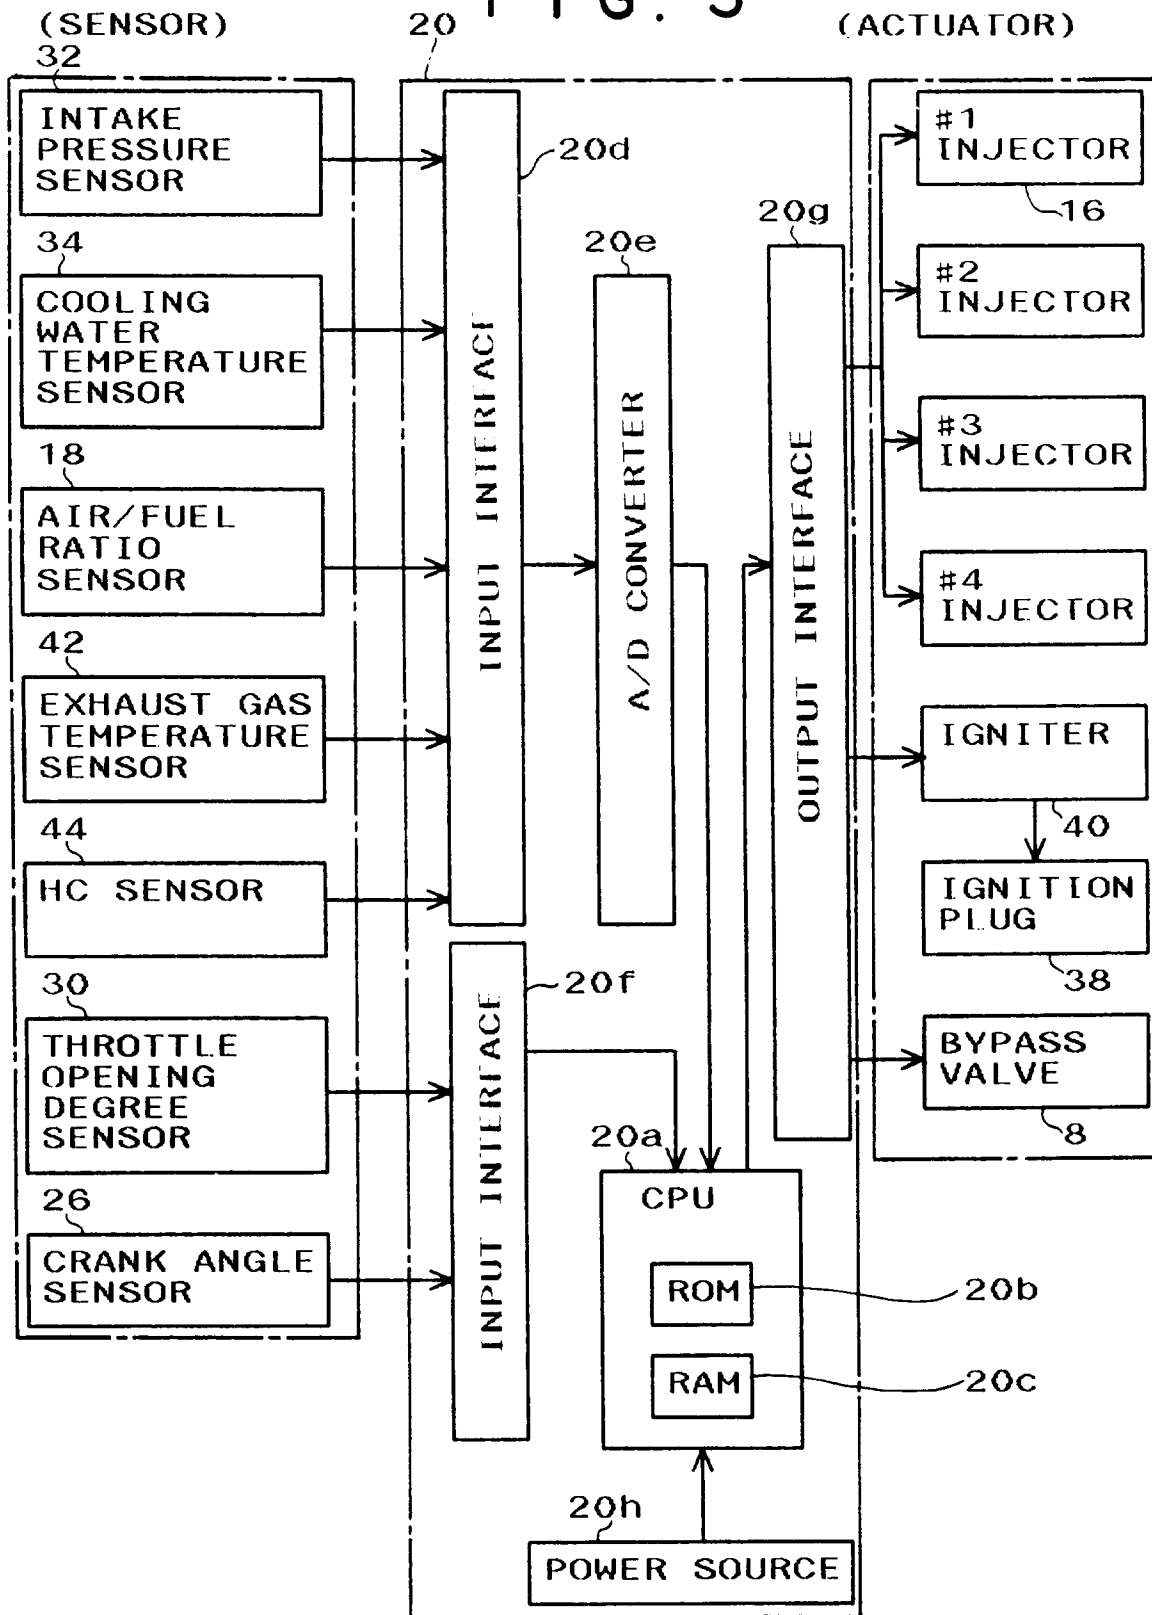 FIG. 3
(SENSOR)
20
(ACTUATOR)
32
INTAKE
PRESSURE
SENSOR
34
COOLING
WATER
TEMPERATURE
SENSOR
18
AIR/FUEL
RATIO
SENSOR
42
EXHAUST GAS
TEMPERATURE
SENSOR
44
HC SENSOR
30
THROTTLE
OPENING
DEGREE
SENSOR
26
CRANK ANGLE
SENSOR
INPUT INTERFACE
20d
20e
A/D CONVERTER
INPUT INTERFACE
20f
20g
OUTPUT INTERFACE
20a
CPU
ROM
20b
RAM
20c
20h
POWER SOURCE
#1
INJECTOR
16
#2
INJECTOR
#3
INJECTOR
#4
INJECTOR
IGNITER
40
IGNITION
PLUG
38
BYPASS
VALVE
8